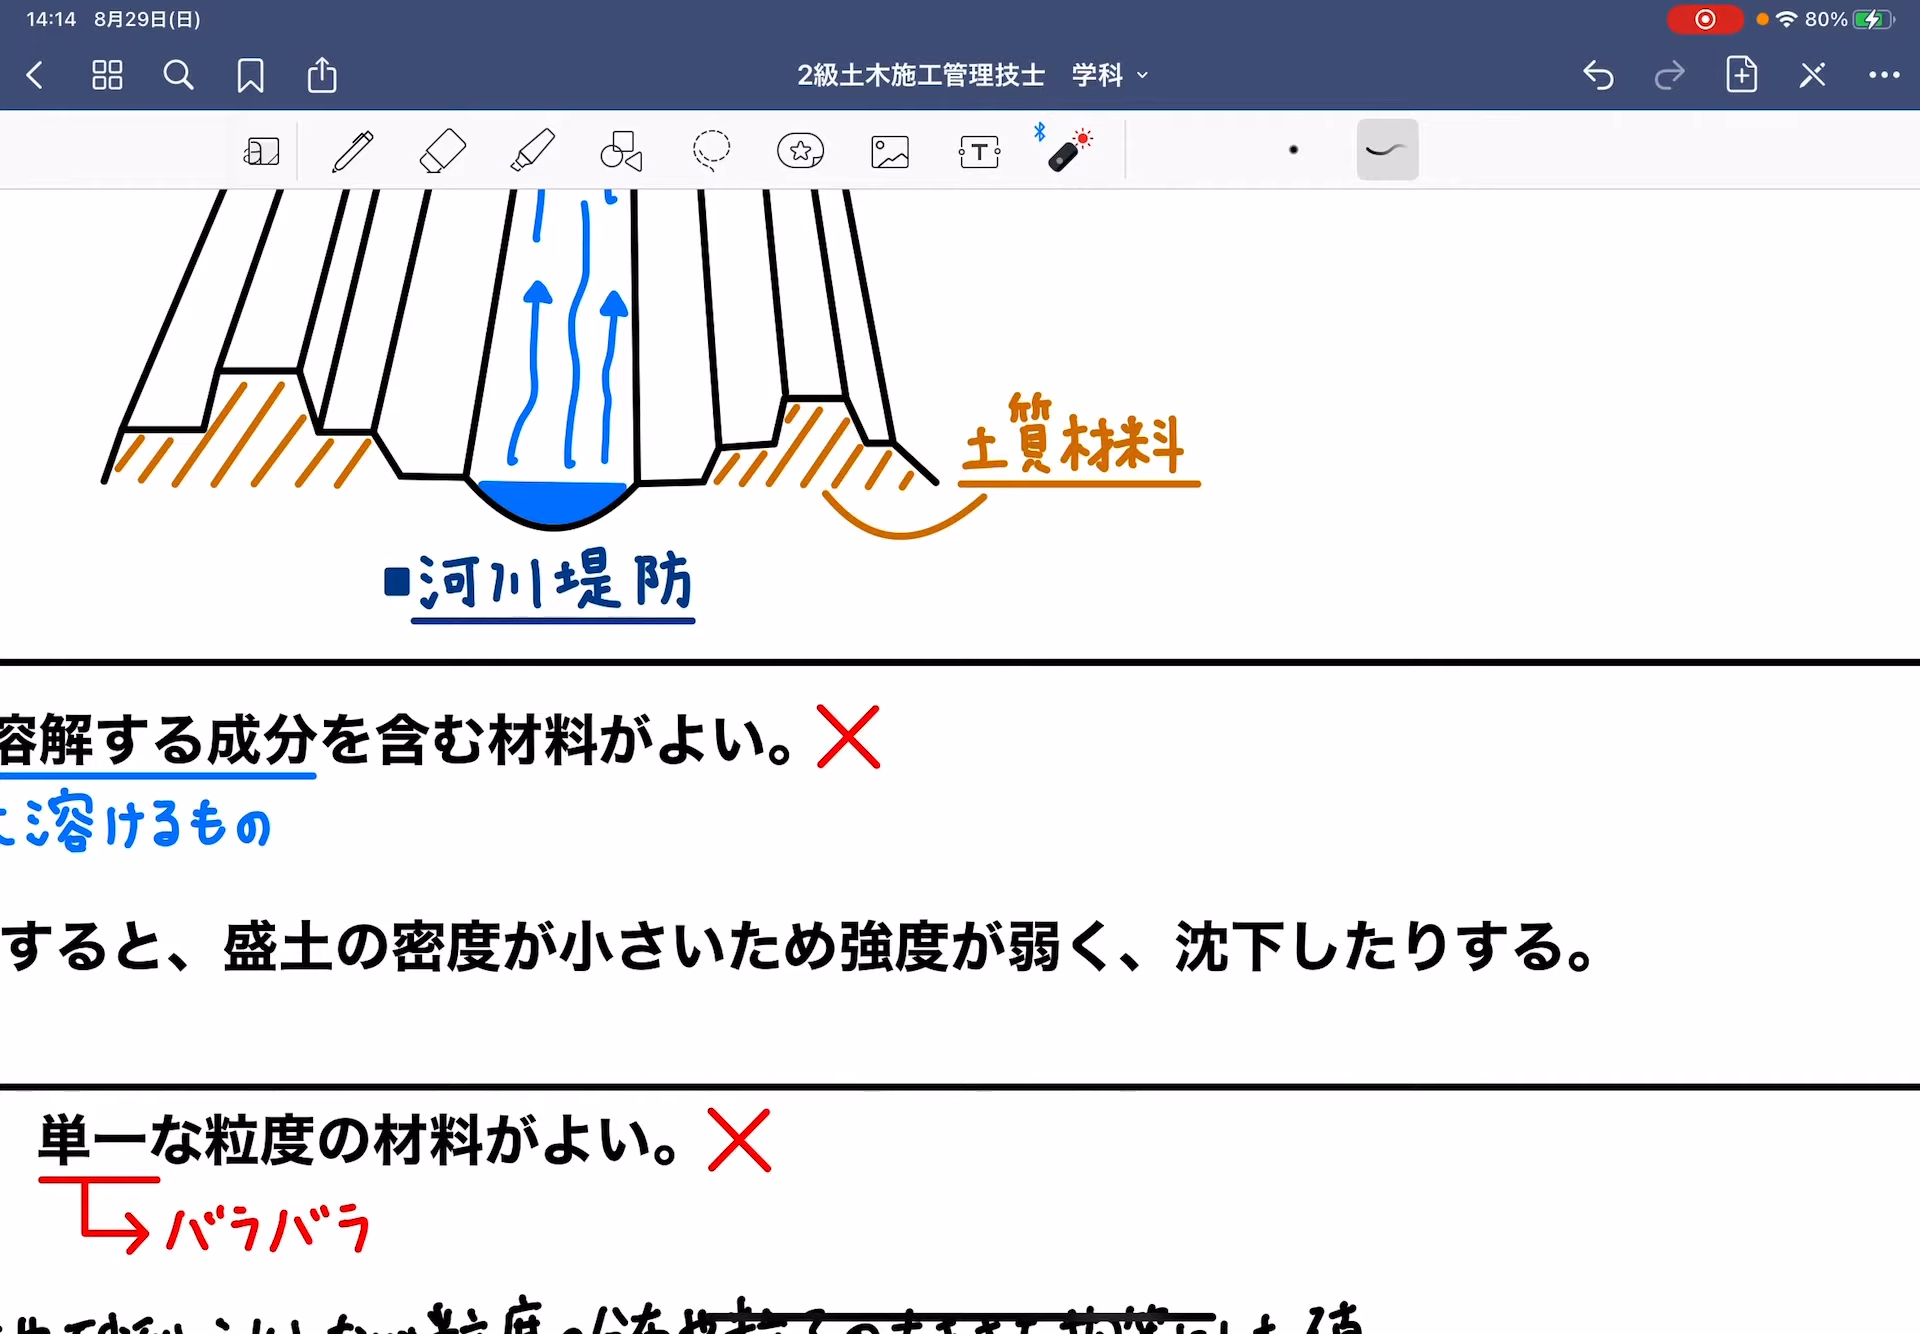 14:14 8月29日(日)
80%
2級土木施工管理技士 学科
土質材料
■河川堤防
溶解する成分を含む材料がよい。×
溶けるもの
すると、盛土の密度が小さいため強度が弱く、沈下したりする。
単一な粒度の材料がよい。×
バラバラ